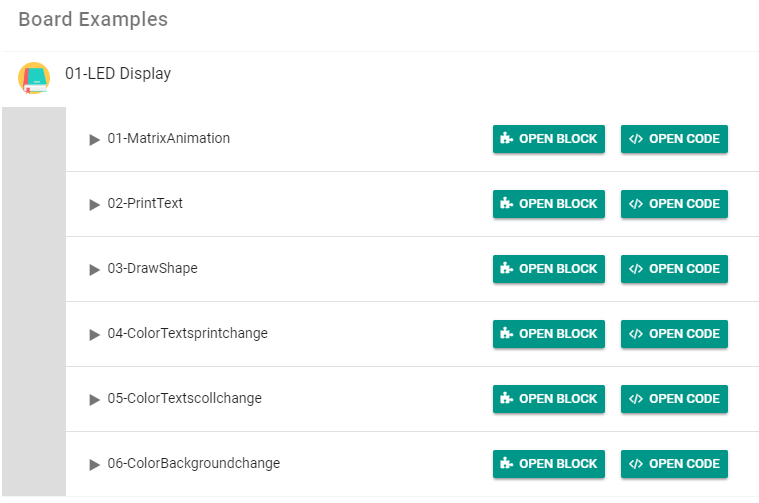 Board Examples
01-LED Display
01-MatrixAnimation OPEN BLOCK OPEN CODE
02-PrintText OPEN BLOCK OPEN CODE
03-DrawShape OPEN BLOCK OPEN CODE
04-ColorTextsprintchange OPEN BLOCK OPEN CODE
05-ColorTextscollchange OPEN BLOCK OPEN CODE
06-ColorBackgroundchange OPEN BLOCK OPEN CODE